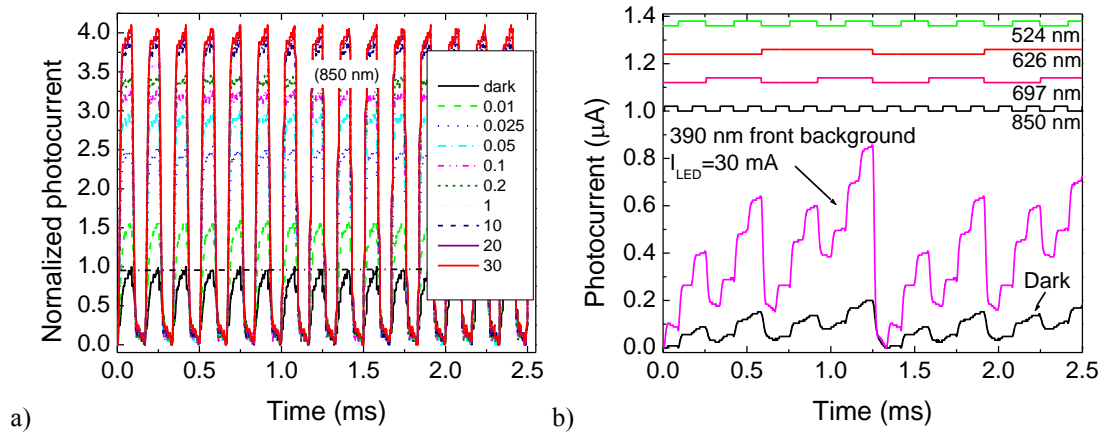 4.0
3.5
3.0
2.5
2.0
1.5
1.0
0.5
0.0
Normalized photocurrent
(850 nm)
dark
0.01
0.025
0.05
0.1
0.2
1
10
20
30
0.0 0.5 1.0 1.5 2.0 2.5
Time (ms)
a)
b)
1.4
1.2
1.0
0.8
0.6
0.4
0.2
0.0
Photocurrent (μA)
524 nm
626 nm
697 nm
850 nm
390 nm front background
I_LED=30 mA
Dark
0.0 0.5 1.0 1.5 2.0 2.5
Time (ms)